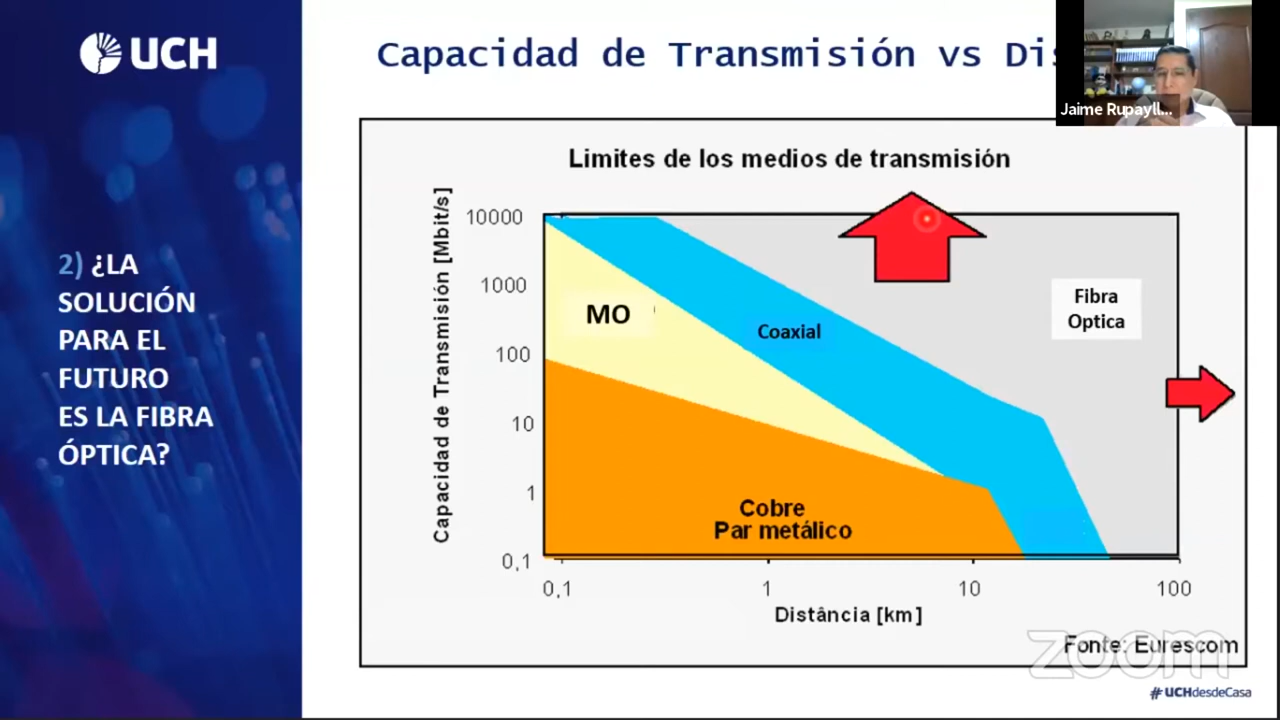 UCH
Capacidad de Transmisión vs
Jaime Rupayll...
Limites de los medios de transmisión
Capacidad de Transmisión [Mbit/s]
10000
1000
100
10
1
0,1
MO
Coaxial
Fibra
Optica
Cobre
Par metálico
0,1
1
10
100
Distância [km]
Fonte: Eurescom
zoom
2) ¿LA
SOLUCIÓN
PARA EL
FUTURO
ES LA FIBRA
ÓPTICA?
#UCHdesdeCasa